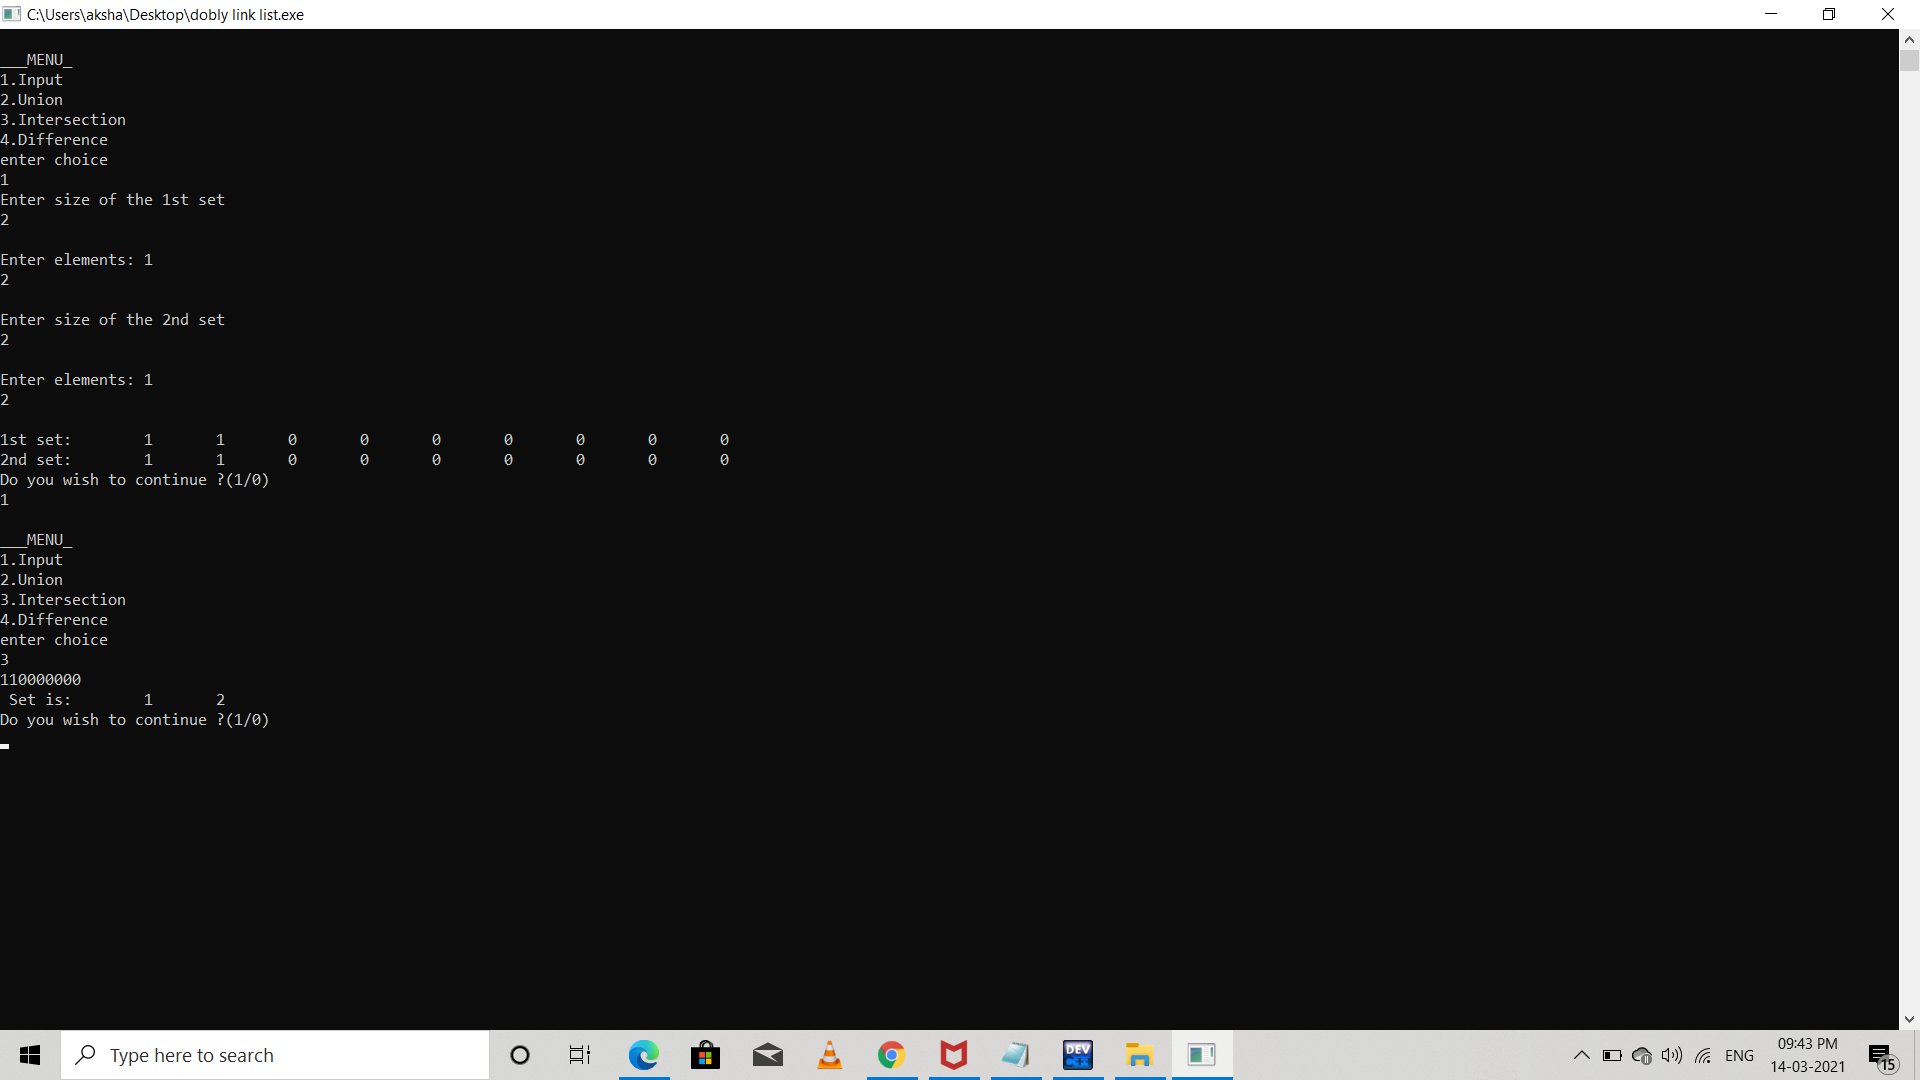 C:\Users\aksha\Desktop\dobly link list.exe
___MENU_
1.Input
2.Union
3.Intersection
4.Difference
enter choice
1
Enter size of the 1st set
2
Enter elements: 1
2
Enter size of the 2nd set
2
Enter elements: 1
2
1st set: 1 1 0 0 0 0 0 0 0
2nd set: 1 1 0 0 0 0 0 0 0
Do you wish to continue ?(1/0)
1
___MENU_
1.Input
2.Union
3.Intersection
4.Difference
enter choice
3
110000000
Set is: 1 2
Do you wish to continue ?(1/0)
Type here to search
DEV C++
ENG
09:43 PM
14-03-2021
15